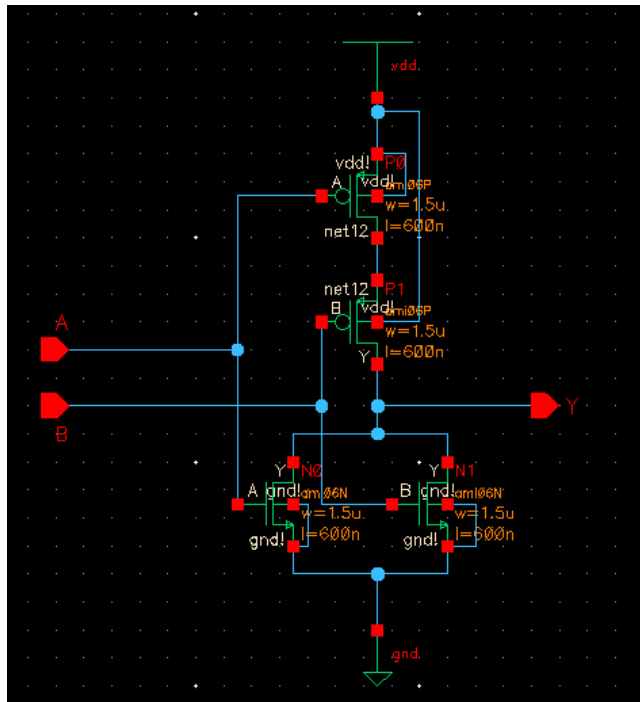 vdd
vdd! P0
A vdd! ami06P
w=1.5u
net12 l=600n
net12 P1
B vdd! ami06P
w=1.5u
Y l=600n
A
B
Y
Y N0
A gnd! ami06N
w=1.5u
gnd! l=600n
Y N1
B gnd! ami06N
w=1.5u
gnd! l=600n
gnd